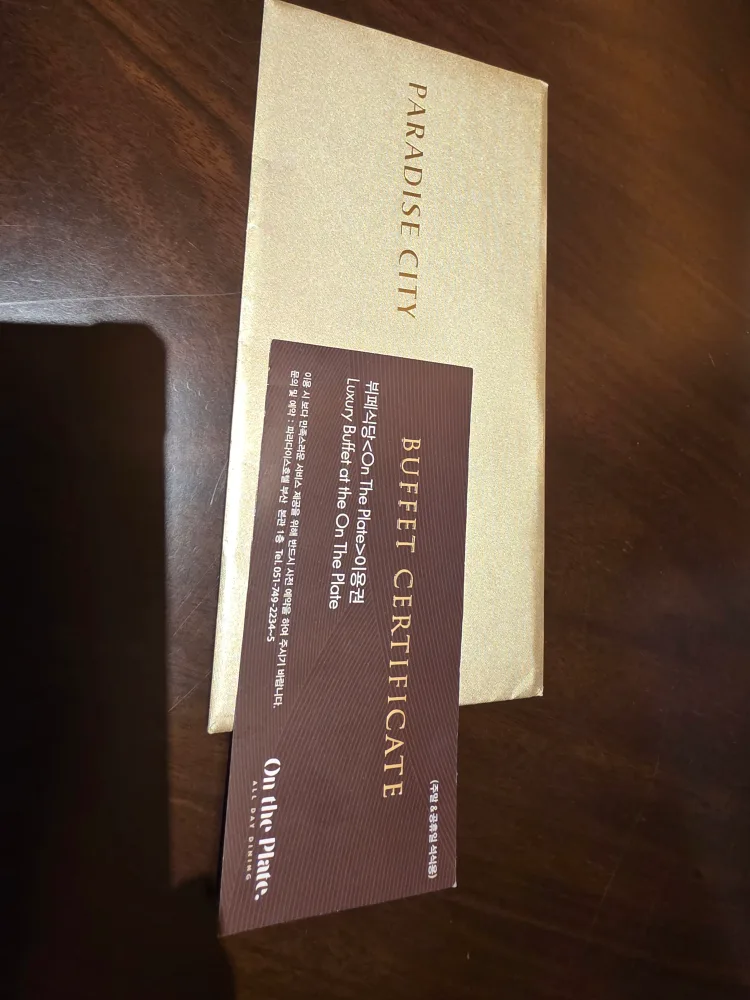 PARADISE CITY
(주말 & 공휴일 석식용)
BUFFET CERTIFICATE
뷔페식당<On The Plate>이용권
Luxury Buffet at the On The Plate
이용 시 보다 만족스러운 서비스 제공을 위해 반드시 사전 예약을 하여 주시기 바랍니다.
문의 및 예약 : 파라다이스호텔 부산 본관 1층 Tel. 051-749-2234~5
On the Plate.
ALL DAY DINING